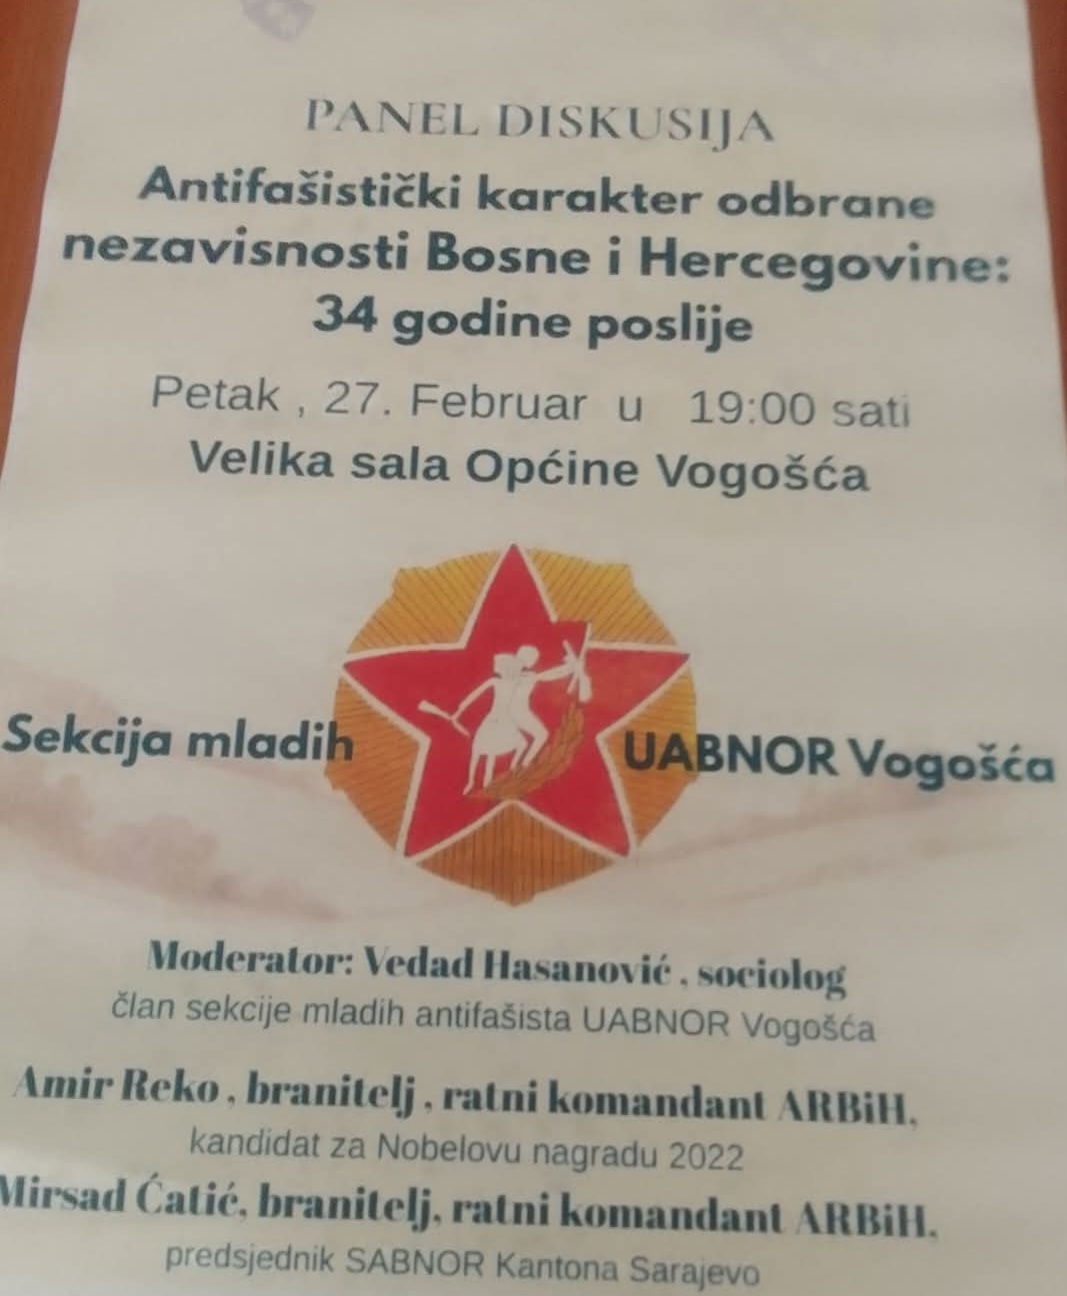 PANEL DISKUSIJA
Antifašistički karakter odbrane
nezavisnosti Bosne i Hercegovine:
34 godine poslije
Petak , 27. Februar u 19:00 sati
Velika sala Općine Vogošća
Sekcija mladih UABNOR Vogošća
Moderator: Vedad Hasanović , sociolog
član sekcije mladih antifašista UABNOR Vogošća
Amir Reko , branitelj , ratni komandant ARBiH,
kandidat za Nobelovu nagradu 2022
Mirsad Ćatić, branitelj, ratni komandant ARBiH,
predsjednik SABNOR Kantona Sarajevo